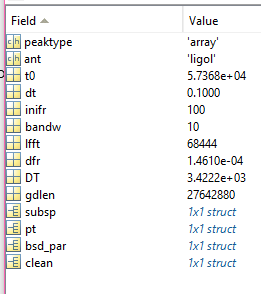 Field Value
peaktype 'array'
ant 'ligol'
t0 5.7368e+04
dt 0.1000
inifr 100
bandw 10
lfft 68444
dfr 1.4610e-04
DT 3.4222e+03
gdlen 27642880
subsp 1x1 struct
pt 1x1 struct
bsd_par 1x1 struct
clean 1x1 struct